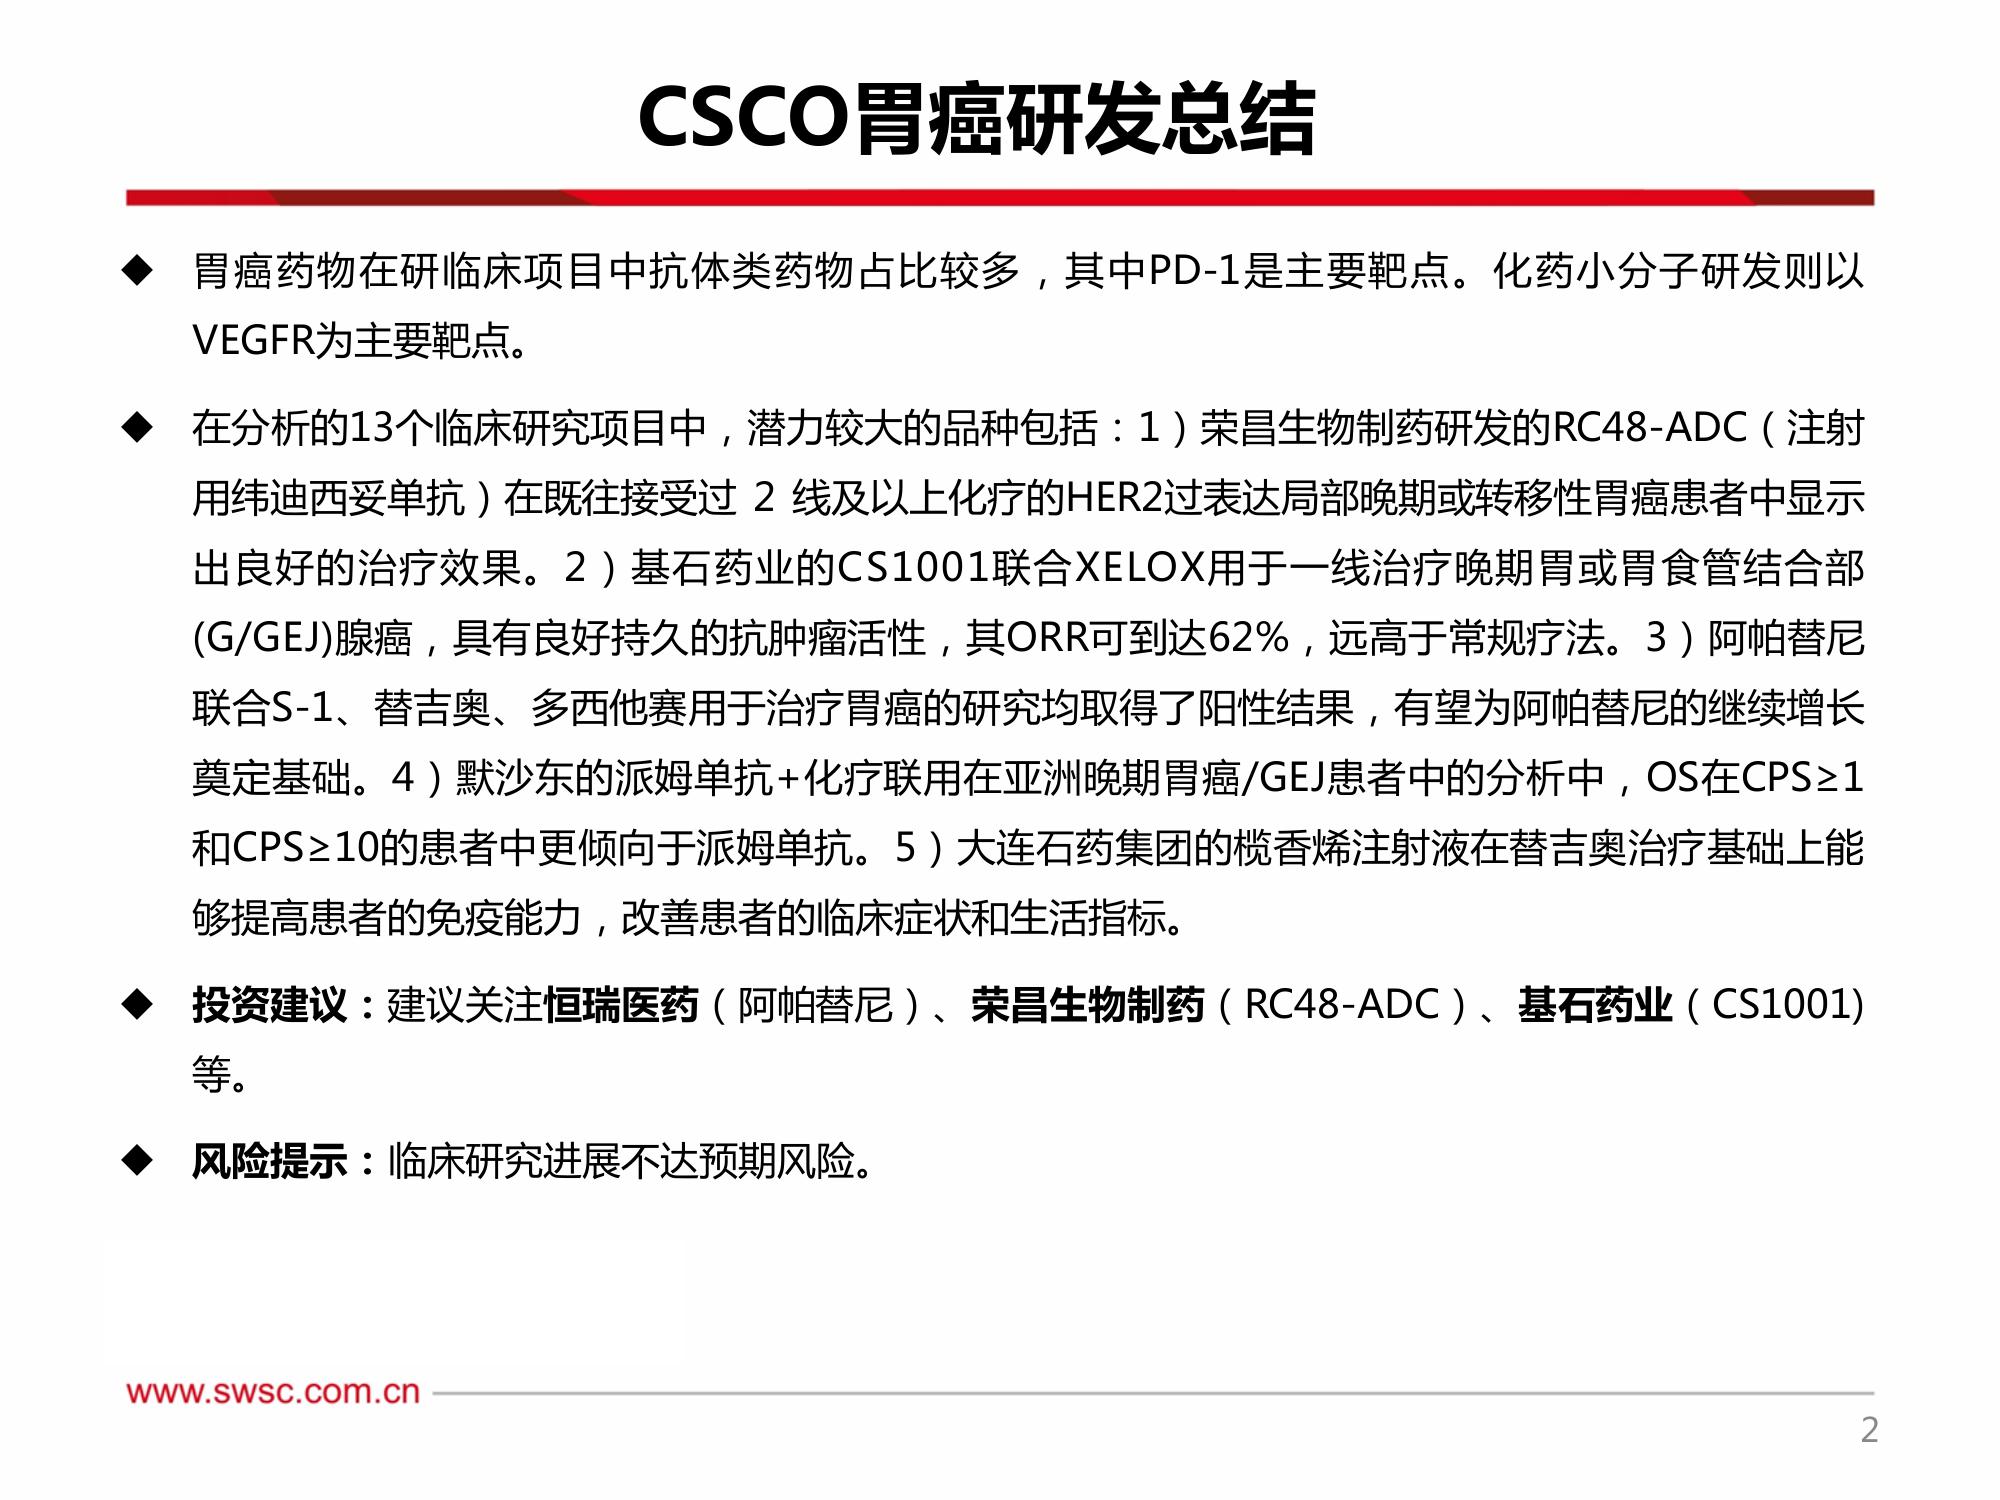 CSCO胃癌研发总结
◆ 胃癌药物在研临床项目中抗体类药物占比较多，其中PD-1是主要靶点。化药小分子研发则以
VEGFR为主要靶点。
◆ 在分析的13个临床研究项目中，潜力较大的品种包括：1）荣昌生物制药研发的RC48-ADC（注射
用纬迪西妥单抗）在既往接受过 2 线及以上化疗的HER2过表达局部晚期或转移性胃癌患者中显示
出良好的治疗效果。2）基石药业的CS1001联合XELOX用于一线治疗晚期胃或胃食管结合部
(G/GEJ)腺癌，具有良好持久的抗肿瘤活性，其ORR可到达62%，远高于常规疗法。3）阿帕替尼
联合S-1、替吉奥、多西他赛用于治疗胃癌的研究均取得了阳性结果，有望为阿帕替尼的继续增长
奠定基础。4）默沙东的派姆单抗+化疗联用在亚洲晚期胃癌/GEJ患者中的分析中，OS在CPS≥1
和CPS≥10的患者中更倾向于派姆单抗。5）大连石药集团的榄香烯注射液在替吉奥治疗基础上能
够提高患者的免疫能力，改善患者的临床症状和生活指标。
◆ 投资建议：建议关注恒瑞医药（阿帕替尼）、荣昌生物制药（RC48-ADC）、基石药业（CS1001)
等。
◆ 风险提示：临床研究进展不达预期风险。
www.swsc.com.cn
2